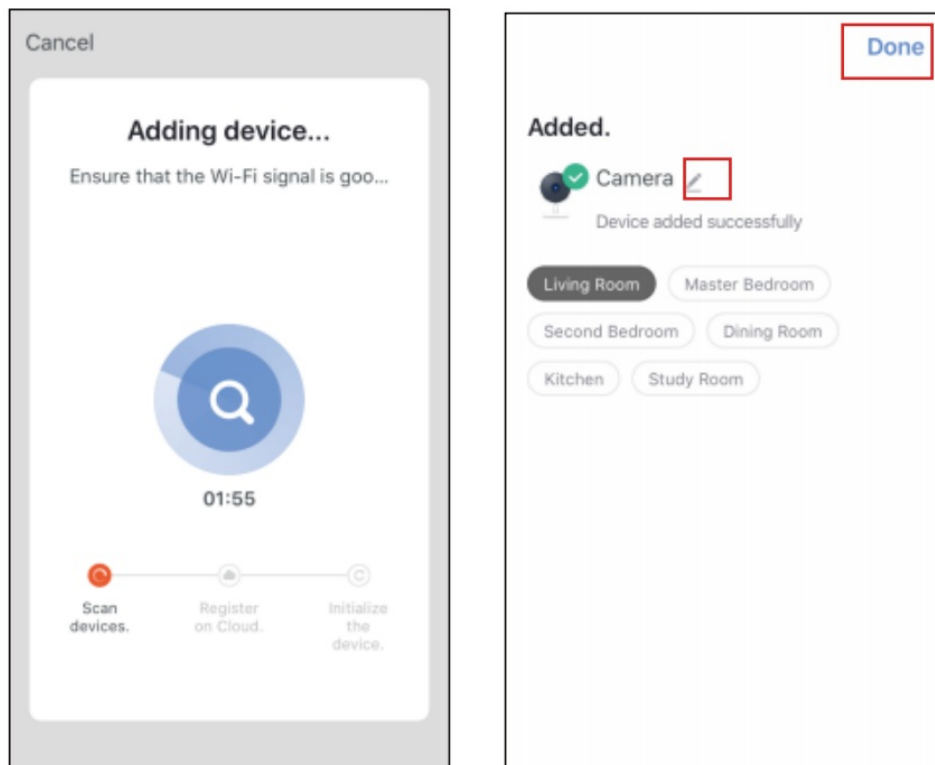 Cancel
Adding device...
Ensure that the Wi-Fi signal is goo...
01:55
Scan
devices.
Register
on Cloud.
Initialize
the
device.
Done
Added.
Camera
Device added successfully
Living Room
Master Bedroom
Second Bedroom
Dining Room
Kitchen
Study Room